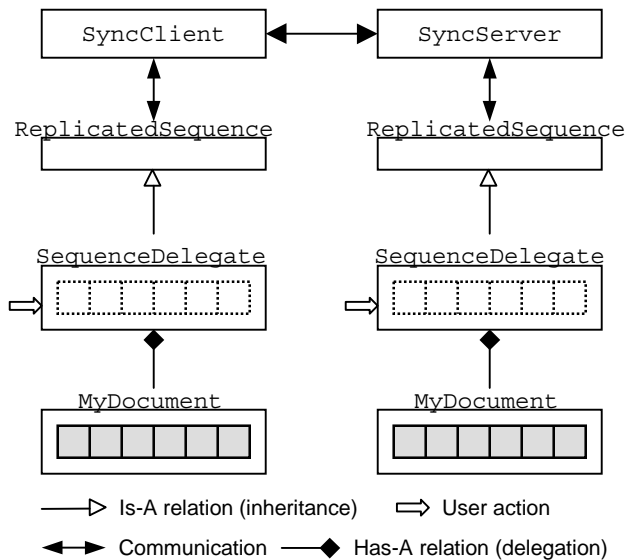 SyncClient SyncServer
ReplicatedSequence ReplicatedSequence
SequenceDelegate SequenceDelegate
MyDocument MyDocument
Is-A relation (inheritance) User action
Communication Has-A relation (delegation)